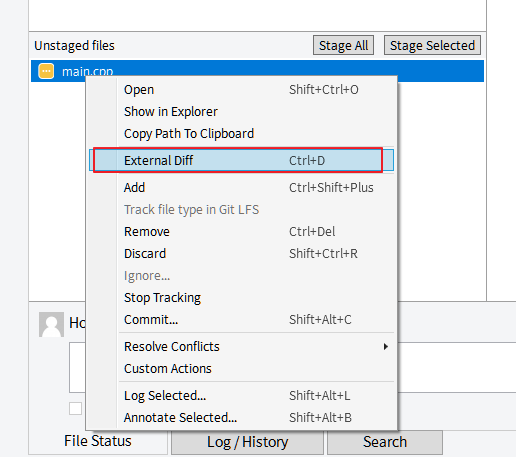 Unstaged files Stage All Stage Selected
main.cpp
Open Shift+Ctrl+O
Show in Explorer
Copy Path To Clipboard
External Diff Ctrl+D
Add Ctrl+Shift+Plus
Track file type in Git LFS
Remove Ctrl+Del
Discard Shift+Ctrl+R
Ignore...
Stop Tracking
Commit... Shift+Alt+C
Ho
Resolve Conflicts
Custom Actions
Log Selected... Shift+Alt+L
Annotate Selected... Shift+Alt+B
File Status Log / History Search